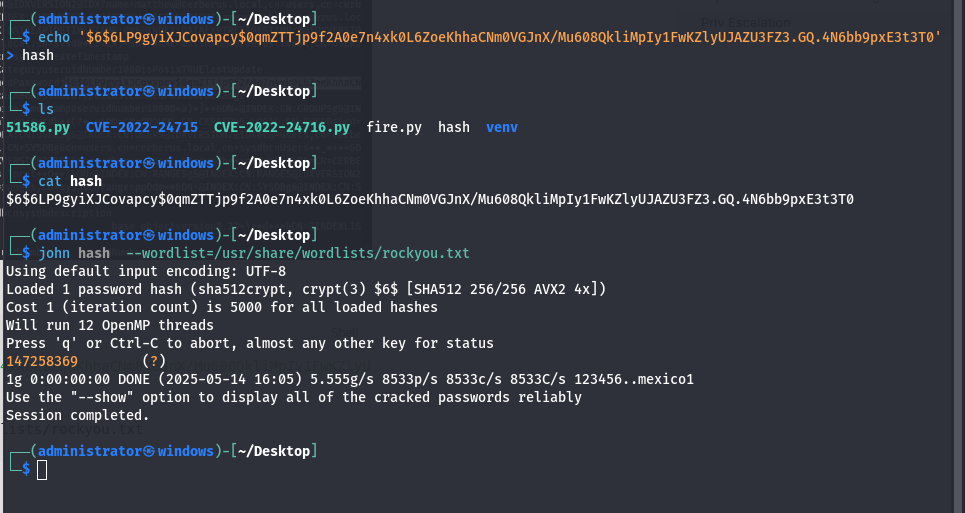 Priv Escalation
┌──(administrator㉿windows)-[~/Desktop]
└─$ echo '$6$6LP9gyiXJCovapcy$0qmZTTjp9f2A0e7n4xk0L6ZoeKhhaCNm0VGJnX/Mu608QkliMpIy1FwKZlyUJAZU3FZ3.GQ.4N6bb9pxE3t3T0'
> hash
┌──(administrator㉿windows)-[~/Desktop]
└─$ ls
51586.py  CVE-2022-24715  CVE-2022-24716.py  fire.py  hash  venv
┌──(administrator㉿windows)-[~/Desktop]
└─$ cat hash
$6$6LP9gyiXJCovapcy$0qmZTTjp9f2A0e7n4xk0L6ZoeKhhaCNm0VGJnX/Mu608QkliMpIy1FwKZlyUJAZU3FZ3.GQ.4N6bb9pxE3t3T0
┌──(administrator㉿windows)-[~/Desktop]
└─$ john hash  --wordlist=/usr/share/wordlists/rockyou.txt
Using default input encoding: UTF-8
Loaded 1 password hash (sha512crypt, crypt(3) $6$ [SHA512 256/256 AVX2 4x])
Cost 1 (iteration count) is 5000 for all loaded hashes
Will run 12 OpenMP threads
Press 'q' or Ctrl-C to abort, almost any other key for status
147258369        (?)
1g 0:00:00:00 DONE (2025-05-14 16:05) 5.555g/s 8533p/s 8533c/s 8533C/s 123456..mexico1
Use the "--show" option to display all of the cracked passwords reliably
Session completed.
ists/rockyou.txt
┌──(administrator㉿windows)-[~/Desktop]
└─$